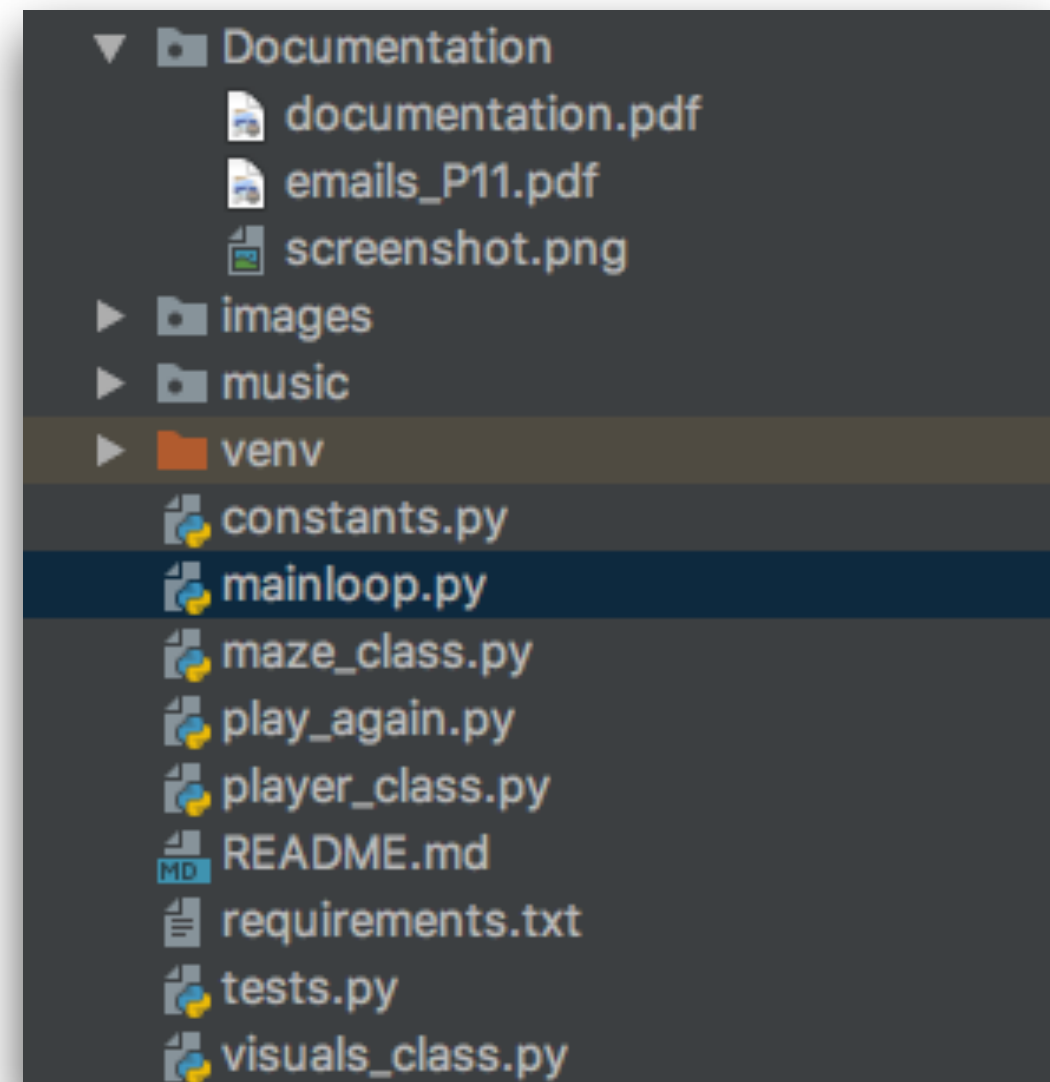 Documentation
documentation.pdf
emails_P11.pdf
screenshot.png
images
music
venv
constants.py
mainloop.py
maze_class.py
play_again.py
player_class.py
MD README.md
requirements.txt
tests.py
visuals_class.py